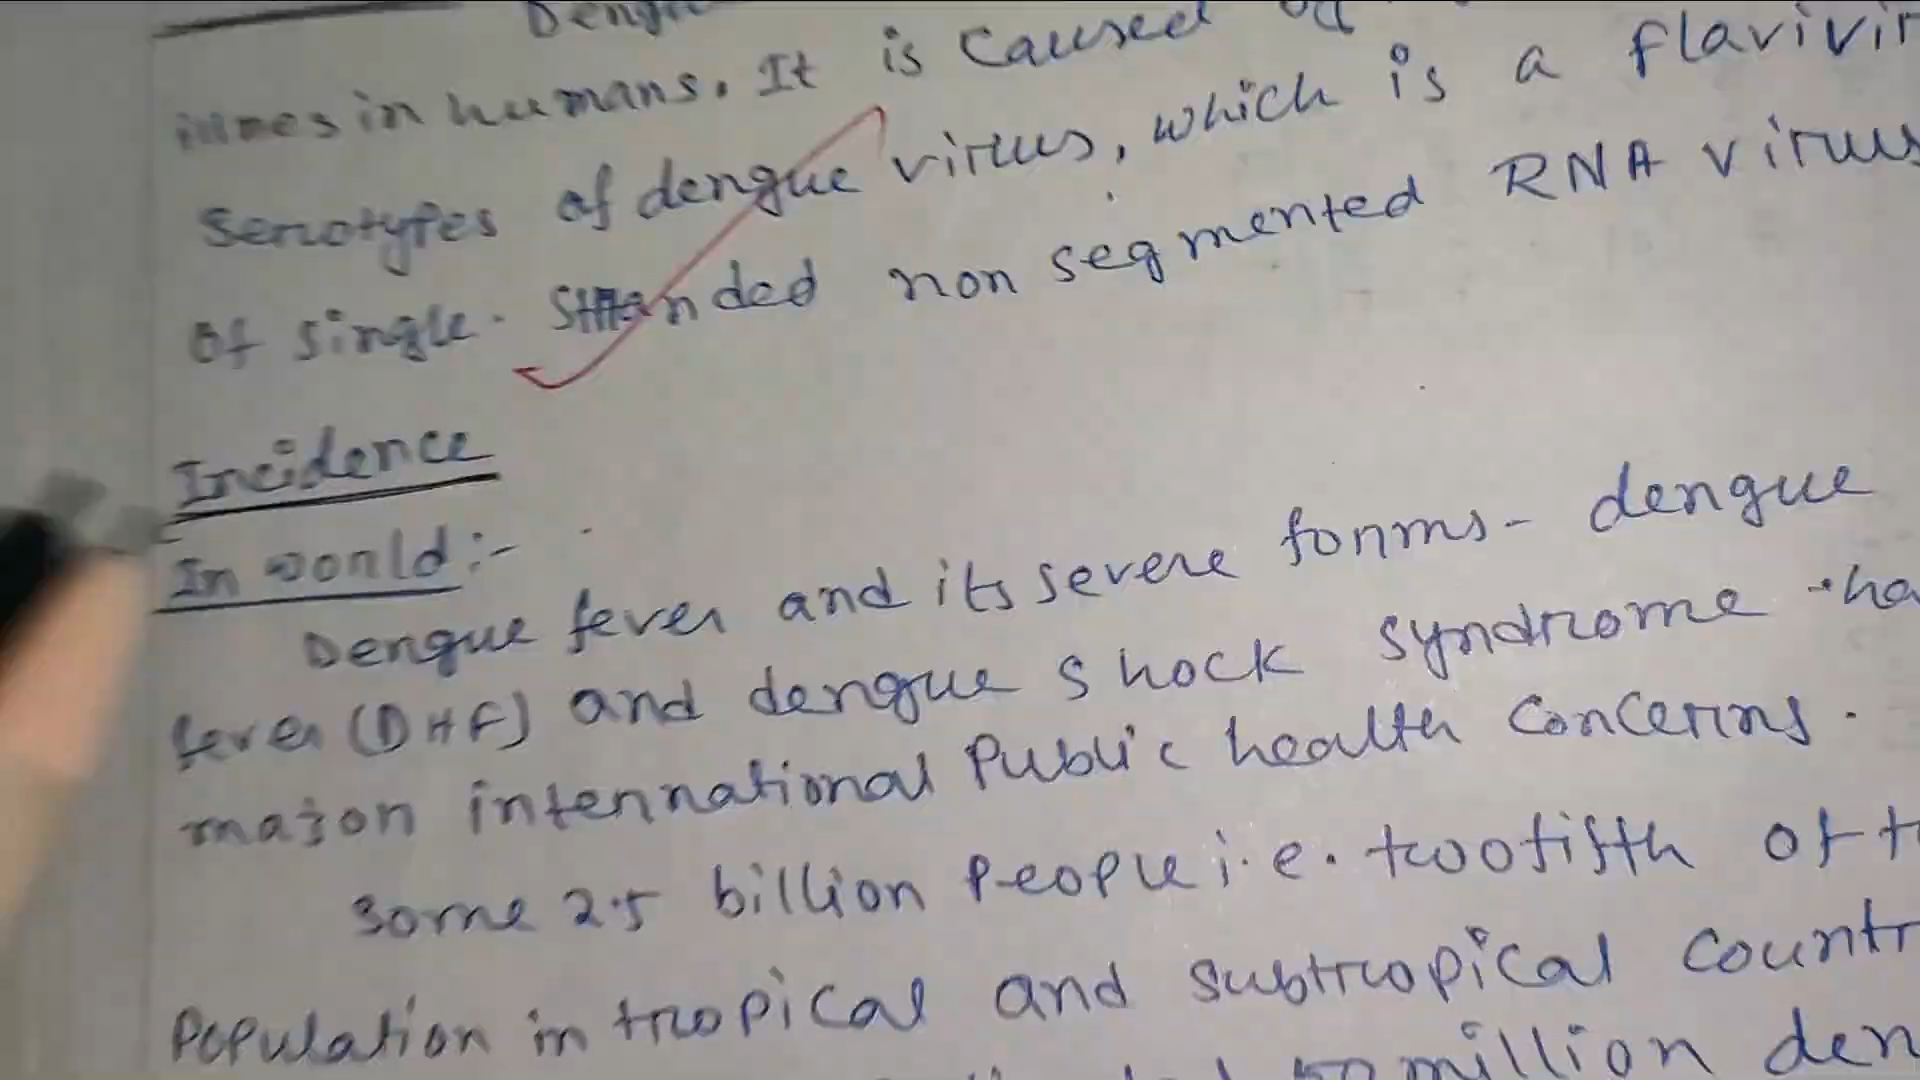 illnes in humans. It is caused
Serotypes of dengue virus, which is a flavivir
Of single. Stranded non segmented RNA virus
Incidence
In world:-
Dengue fever and its severe forms- dengue
fever (DHF) and dengue shock syndrome ha
major international Public health concerns.
Some 2.5 billion people i.e. twofifth of t
Population in tropical and subtropical countr
million den